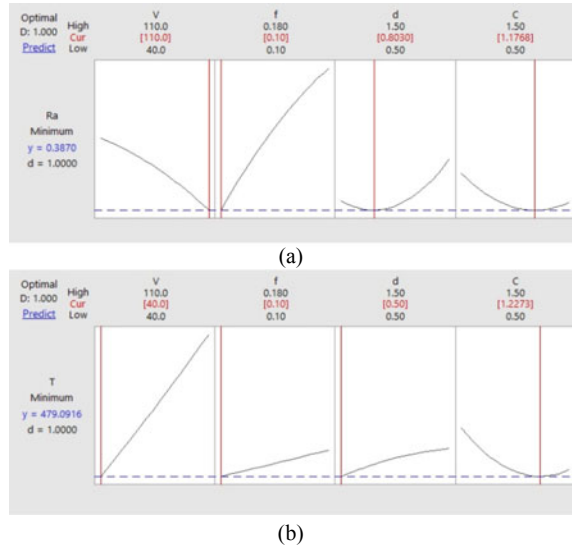 Optimal
D: 1.000
Predict
High
Cur
Low
V
110.0
[110.0]
40.0
f
0.180
[0.10]
0.10
d
1.50
[0.8030]
0.50
C
1.50
[1.1768]
0.50
Ra
Minimum
y = 0.3870
d = 1.0000
(a)
Optimal
D: 1.000
Predict
High
Cur
Low
V
110.0
[40.0]
40.0
f
0.180
[0.10]
0.10
d
1.50
[0.50]
0.50
C
1.50
[1.2273]
0.50
T
Minimum
y = 479.0916
d = 1.0000
(b)